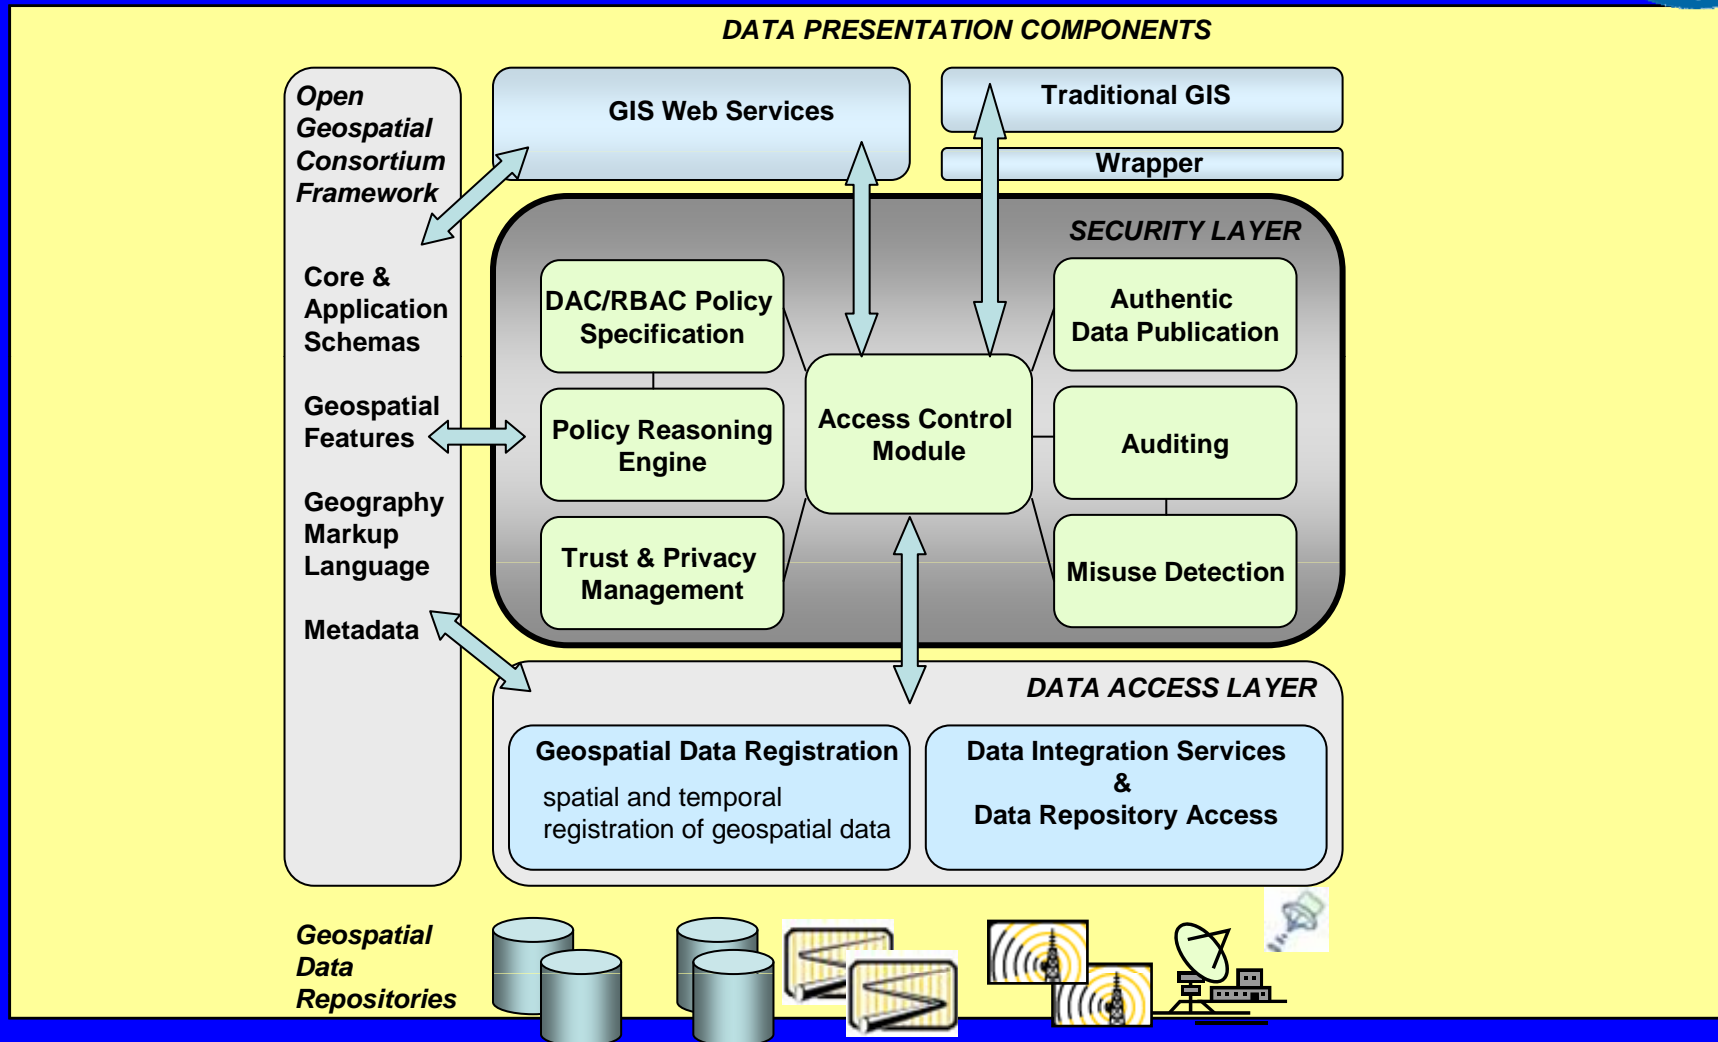 DATA PRESENTATION COMPONENTS
Open
Geospatial
Consortium
Framework
Core &
Application
Schemas
Geospatial
Features
Geography
Markup
Language
Metadata
GIS Web Services
Traditional GIS
Wrapper
SECURITY LAYER
DAC/RBAC Policy
Specification
Policy Reasoning
Engine
Trust & Privacy
Management
Access Control
Module
Authentic
Data Publication
Auditing
Misuse Detection
DATA ACCESS LAYER
Geospatial Data Registration
spatial and temporal
registration of geospatial data
Data Integration Services
&
Data Repository Access
Geospatial
Data
Repositories